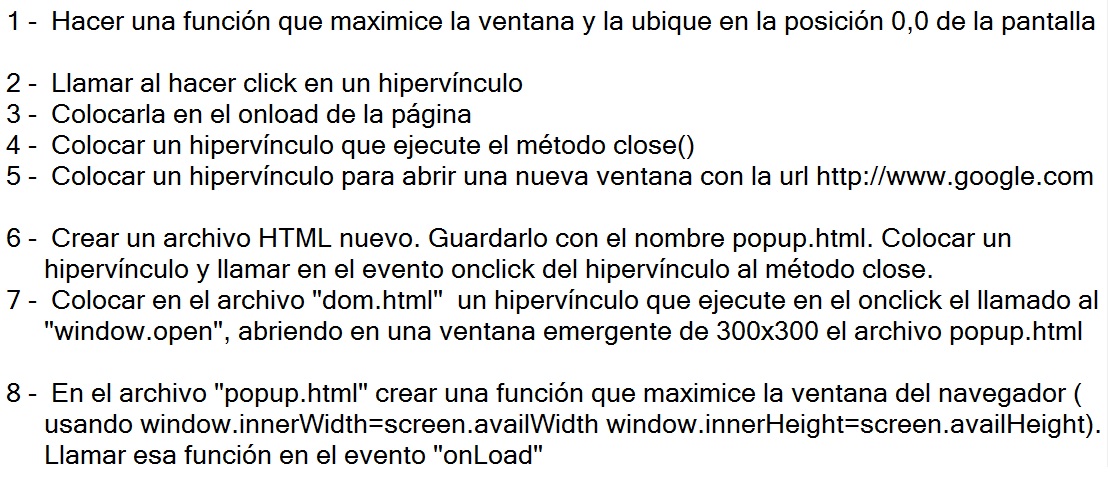 1 -  Hacer una función que maximice la ventana y la ubique en la posición 0,0 de la pantalla
2 -  Llamar al hacer click en un hipervínculo
3 -  Colocarla en el onload de la página
4 -  Colocar un hipervínculo que ejecute el método close()
5 -  Colocar un hipervínculo para abrir una nueva ventana con la url http://www.google.com
6 -  Crear un archivo HTML nuevo. Guardarlo con el nombre popup.html. Colocar un
hipervínculo y llamar en el evento onclick del hipervínculo al método close.
7 -  Colocar en el archivo "dom.html"  un hipervínculo que ejecute en el onclick el llamado al
"window.open", abriendo en una ventana emergente de 300x300 el archivo popup.html
8 -  En el archivo "popup.html" crear una función que maximice la ventana del navegador (
usando window.innerWidth=screen.availWidth window.innerHeight=screen.availHeight).
Llamar esa función en el evento "onLoad"